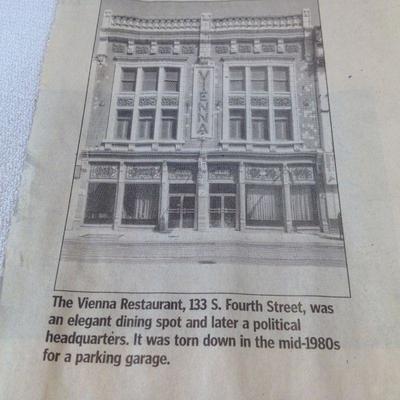 VIENNA
The Vienna Restaurant, 133 S. Fourth Street, was
an elegant dining spot and later a political
headquarters. It was torn down in the mid-1980s
for a parking garage.